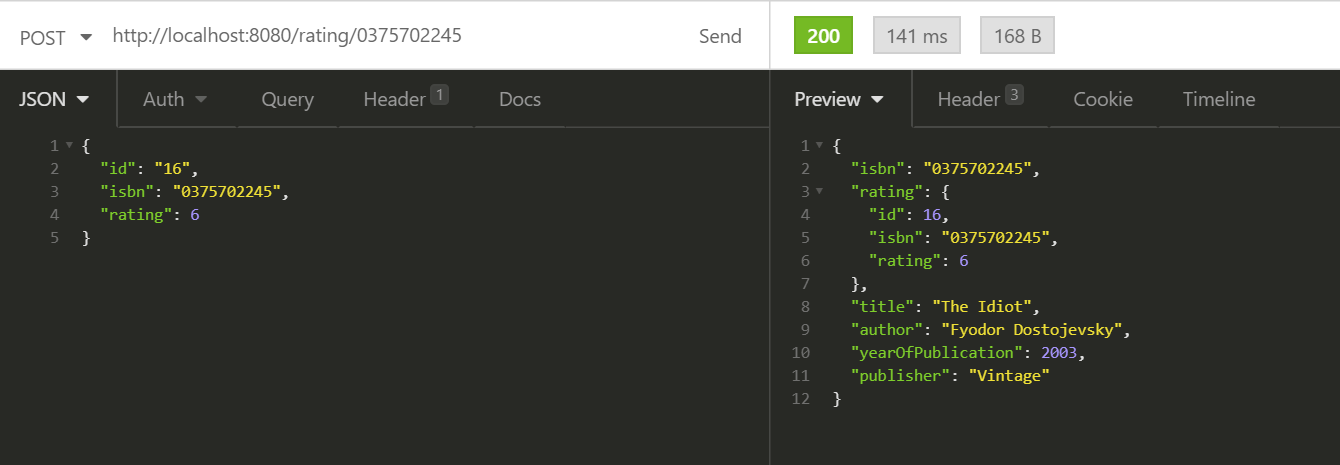 POST http://localhost:8080/rating/0375702245 Send 200 141 ms 168 B
JSON Auth Query Header 1 Docs Preview Header 3 Cookie Timeline
1 {
2 "id": "16",
3 "isbn": "0375702245",
4 "rating": 6
5 }
1 {
2 "isbn": "0375702245",
3 "rating": {
4 "id": 16,
5 "isbn": "0375702245",
6 "rating": 6
7 },
8 "title": "The Idiot",
9 "author": "Fyodor Dostojevsky",
10 "yearOfPublication": 2003,
11 "publisher": "Vintage"
12 }